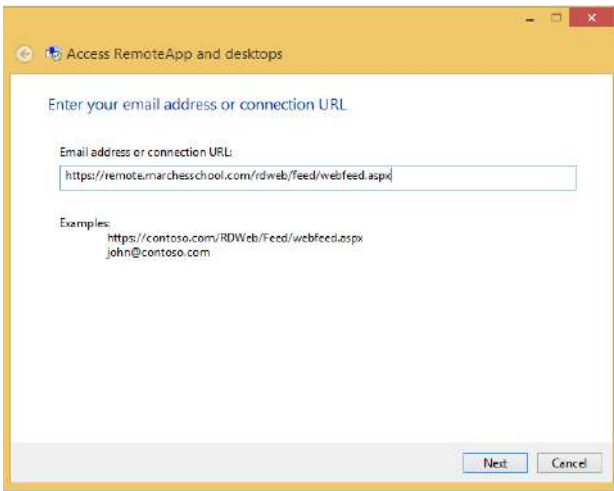 Access RemoteApp and desktops
Enter your email address or connection URL
Email address or connection URL:
https://remote.marchesschool.com/rdweb/feed/webfeed.aspx
Examples:
https://contoso.com/RDWeb/Feed/webfeed.aspx
john@contoso.com
Next Cancel